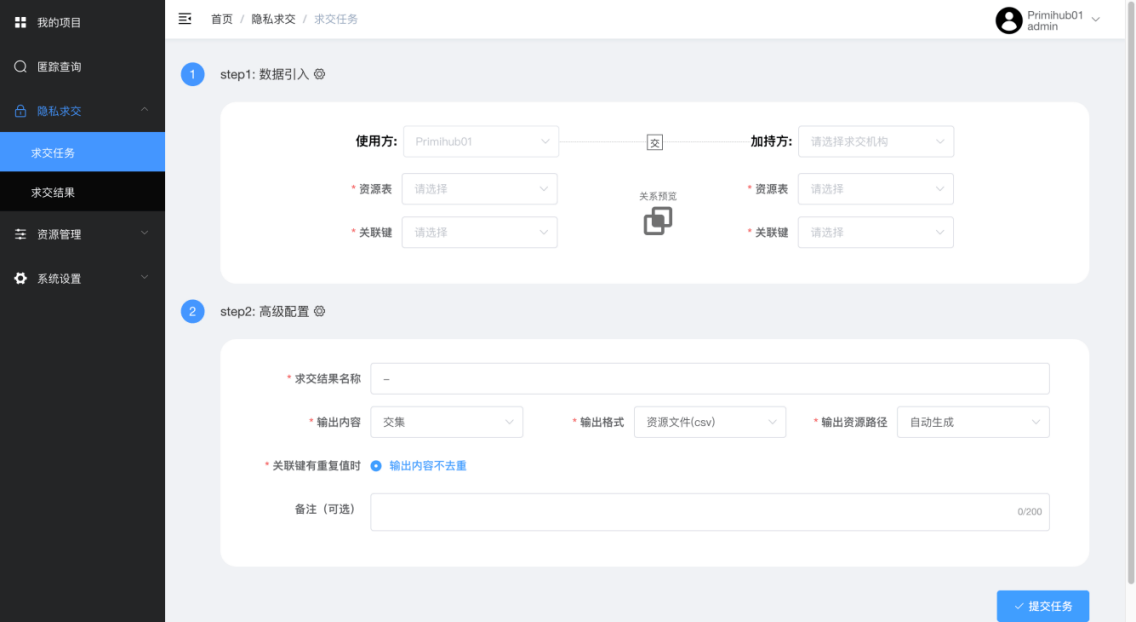 我的项目
匿踪查询
隐私求交
求交任务
求交结果
资源管理
系统设置
首页 / 隐私求交 / 求交任务
Primihub01
admin
1 step1: 数据引入
使用方: Primihub01
交
加持方: 请选择求交机构
* 资源表 请选择
关系预览
* 资源表 请选择
* 关联键 请选择
* 关联键 请选择
2 step2: 高级配置
* 求交结果名称 -
* 输出内容 交集
* 输出格式 资源文件(csv)
* 输出资源路径 自动生成
* 关联键有重复值时 输出内容不去重
备注（可选）
0/200
提交任务